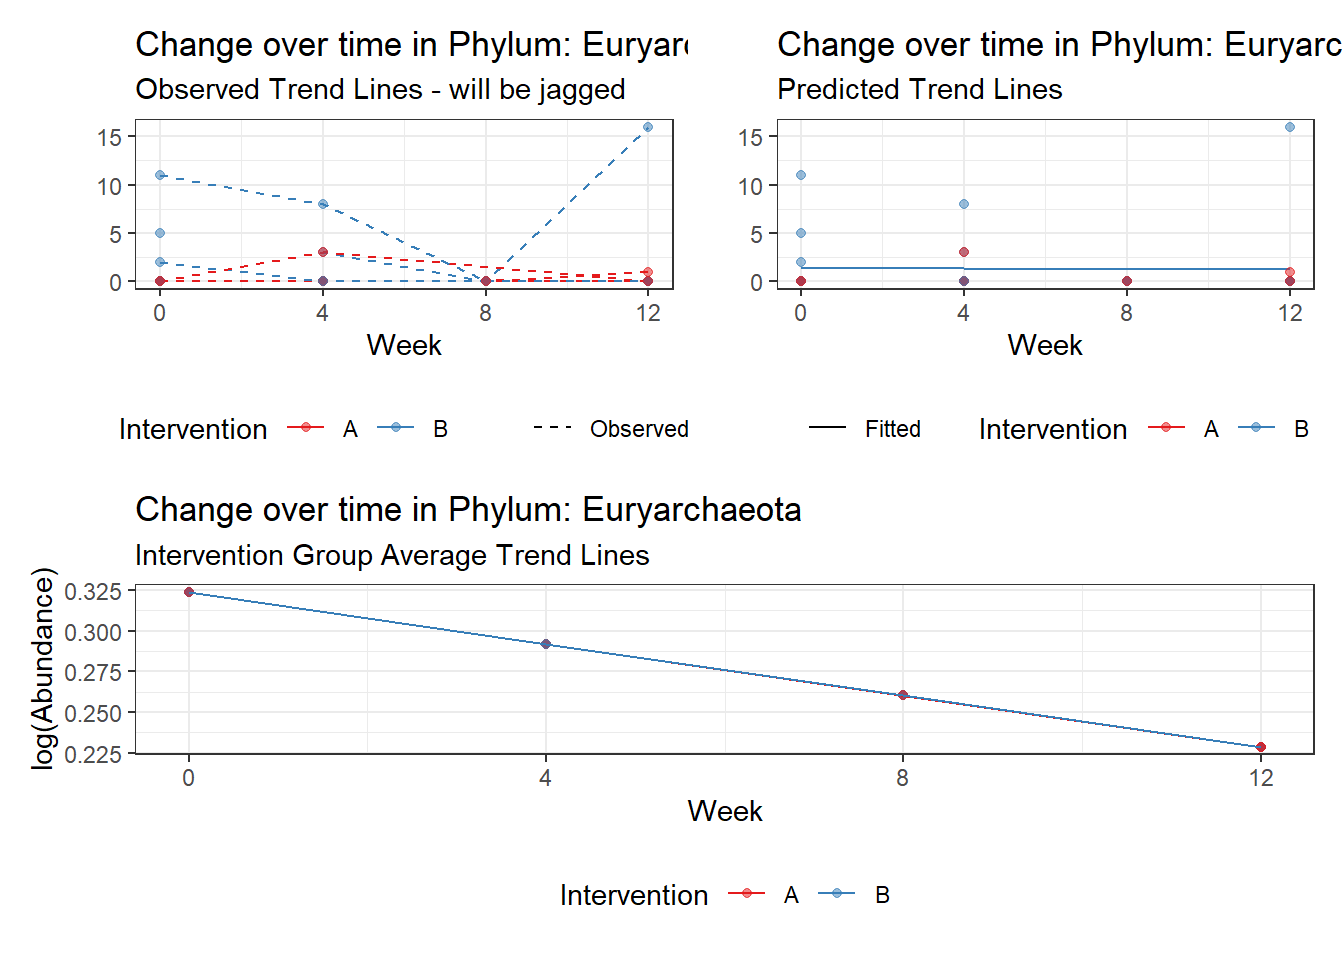 Change over time in Phylum: Euryarc
Observed Trend Lines - will be jagged
15
10
5
0
0 4 8 12
Week
Intervention A B Observed
Change over time in Phylum: Euryarc
Predicted Trend Lines
15
10
5
0
0 4 8 12
Week
Fitted Intervention A B
Change over time in Phylum: Euryarchaeota
Intervention Group Average Trend Lines
log(Abundance)
0.325
0.300
0.275
0.250
0.225
0 4 8 12
Week
Intervention A B